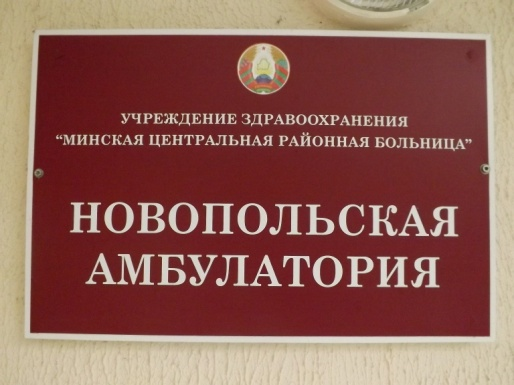 УЧРЕЖДЕНИЕ ЗДРАВООХРАНЕНИЯ
“МИНСКАЯ ЦЕНТРАЛЬНАЯ РАЙОННАЯ БОЛЬНИЦА”
НОВОПОЛЬСКАЯ
АМБУЛАТОРИЯ